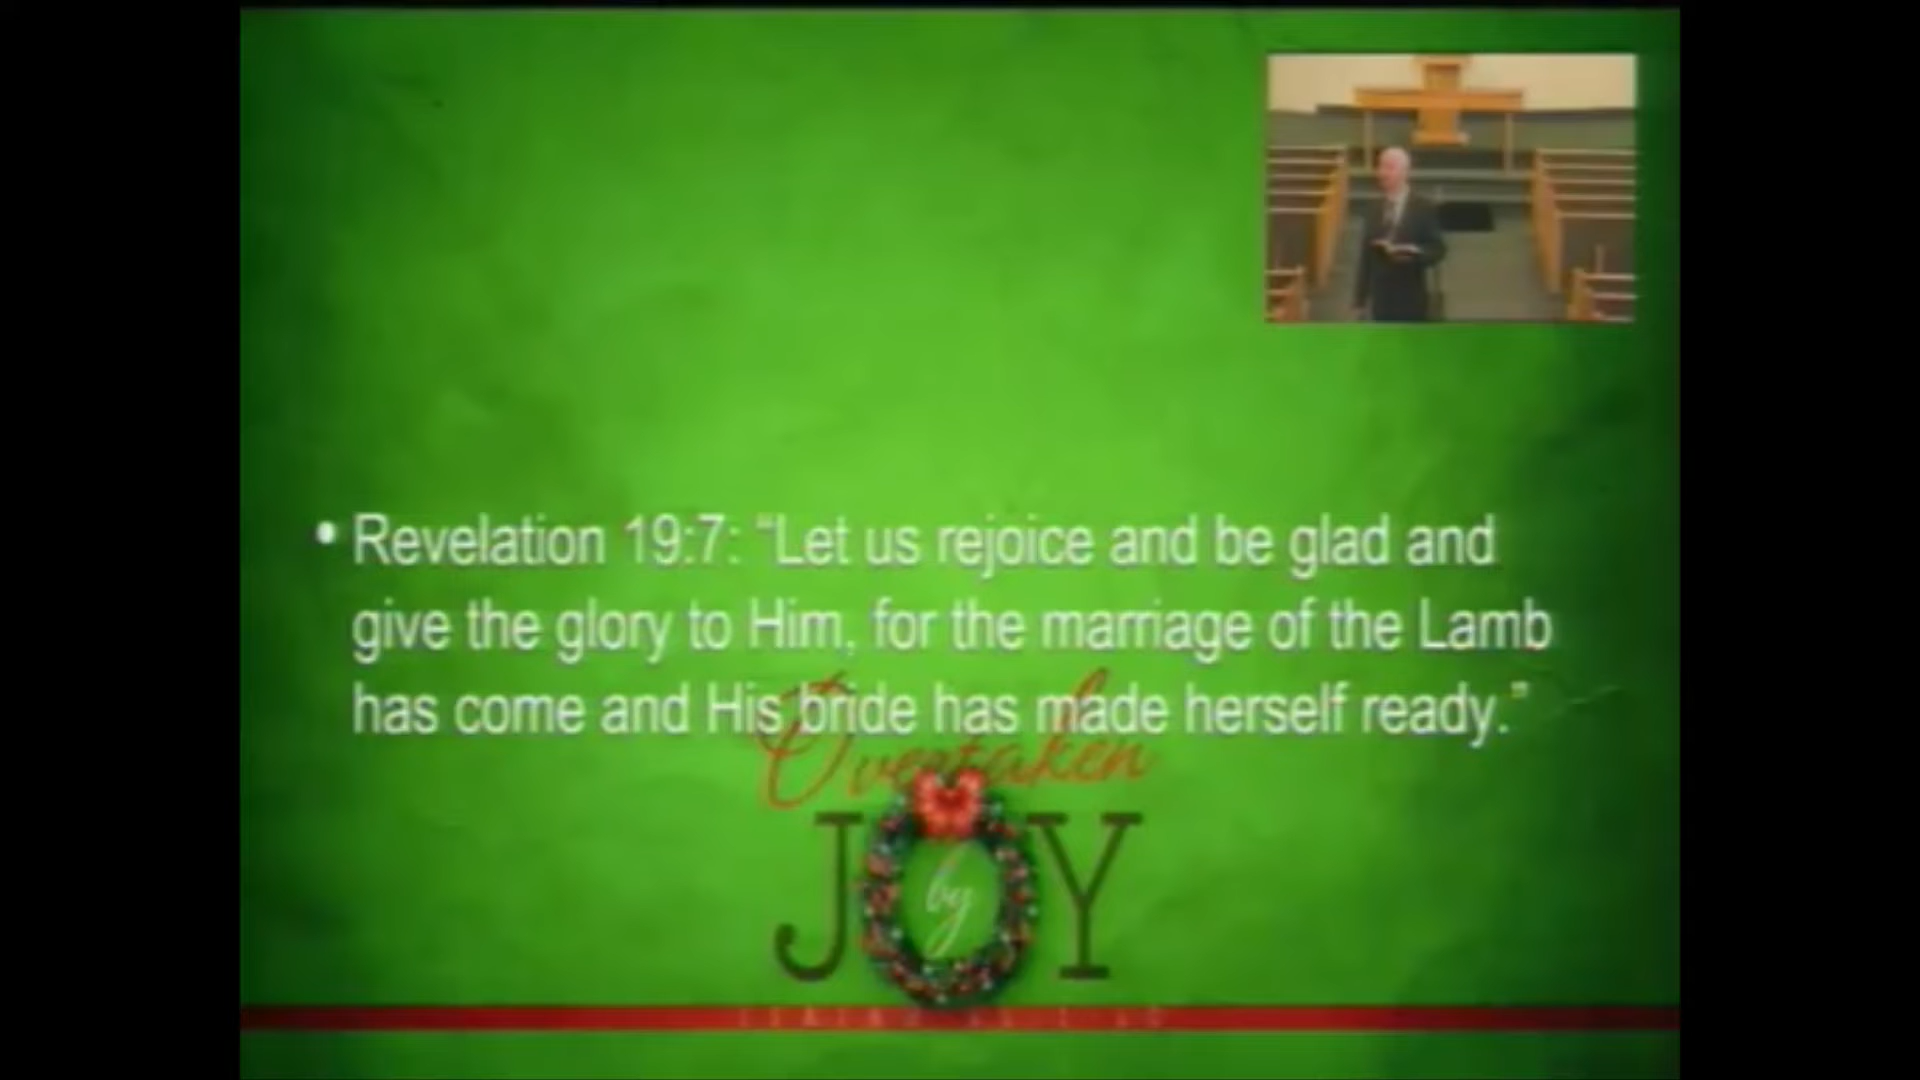 • Revelation 19:7: “Let us rejoice and be glad and
give the glory to Him, for the marriage of the Lamb
has come and His bride has made herself ready.”
Overtaken
by
JOY